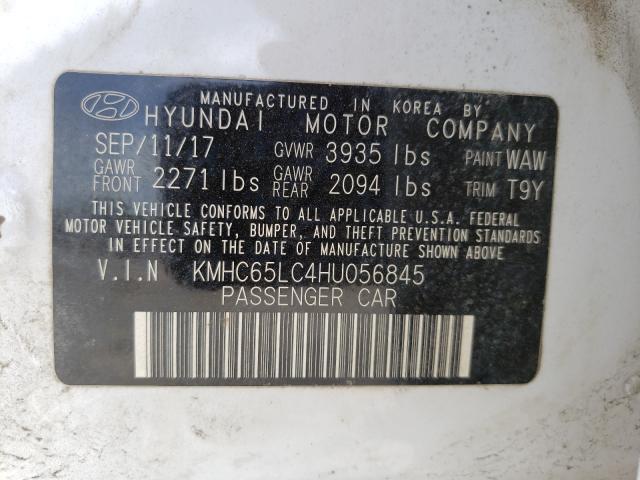 MANUFACTURED IN KOREA BY
HYUNDAI MOTOR COMPANY
SEP/11/17 GVWR 3935 lbs PAINT WAW
GAWR FRONT 2271 lbs GAWR REAR 2094 lbs TRIM T9Y
THIS VEHICLE CONFORMS TO ALL APPLICABLE U.S.A. FEDERAL
MOTOR VEHICLE SAFETY, BUMPER, AND THEFT PREVENTION STANDARDS
IN EFFECT ON THE DATE OF MANUFACTURE SHOWN ABOVE.
V.I.N KMHC65LC4HU056845
PASSENGER CAR